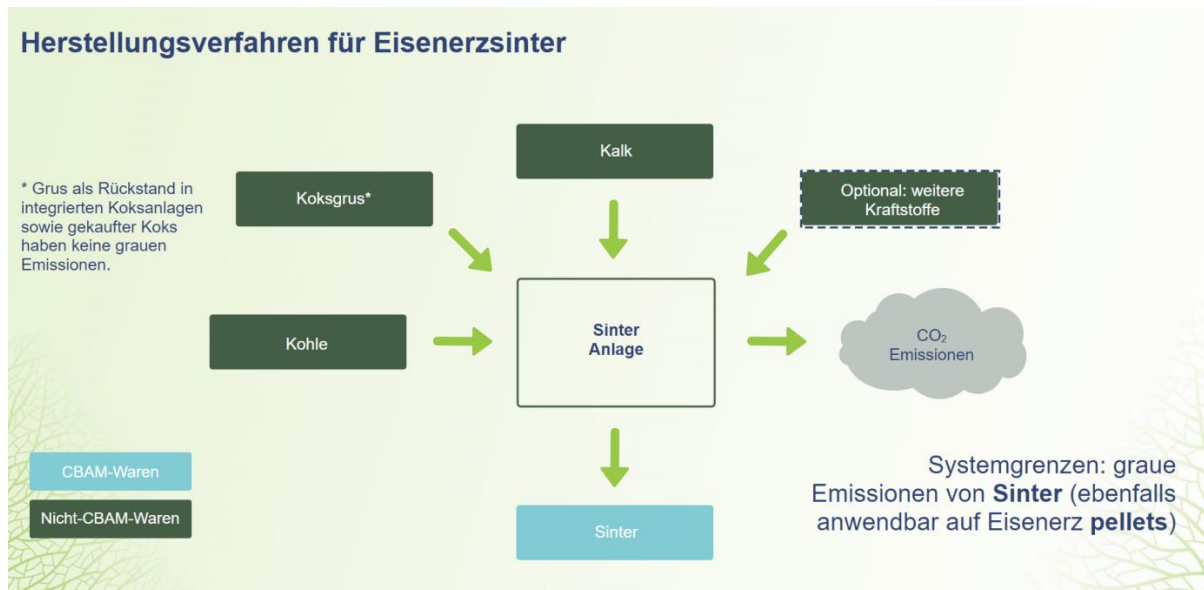 Herstellungsverfahren für Eisenerzsinter
* Grus als Rückstand in
integrierten Koksanlagen
sowie gekaufter Koks
haben keine grauen
Emissionen.
Koksgrus*
Kalk
Optional: weitere
Kraftstoffe
Kohle
Sinter
Anlage
CO₂
Emissionen
CBAM-Waren
Nicht-CBAM-Waren
Sinter
Systemgrenzen: graue
Emissionen von Sinter (ebenfalls
anwendbar auf Eisenerz pellets)